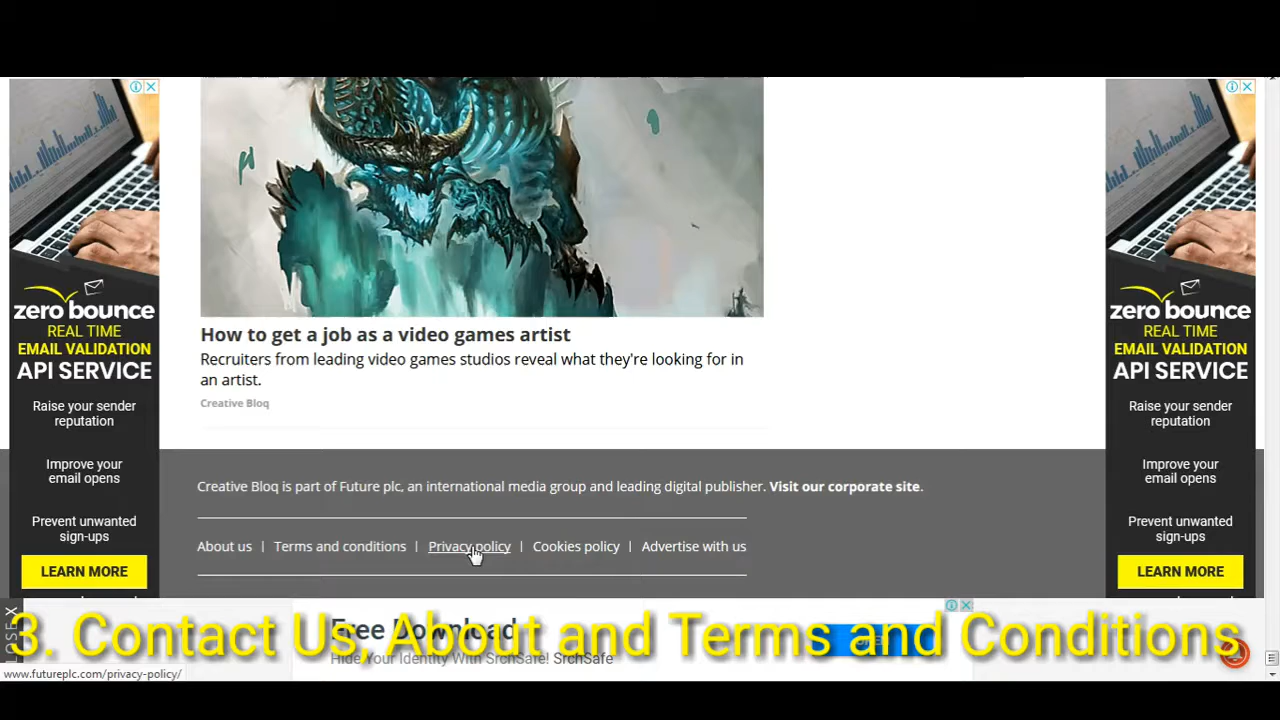 zero bounce
REAL TIME
EMAIL VALIDATION
API SERVICE
Raise your sender
reputation
Improve your
email opens
Prevent unwanted
sign-ups
LEARN MORE
How to get a job as a video games artist
Recruiters from leading video games studios reveal what they're looking for in
an artist.
Creative Bloq
zero bounce
REAL TIME
EMAIL VALIDATION
API SERVICE
Raise your sender
reputation
Improve your
email opens
Prevent unwanted
sign-ups
LEARN MORE
Creative Bloq is part of Future plc, an international media group and leading digital publisher. Visit our corporate site.
About us | Terms and conditions | Privacy policy | Cookies policy | Advertise with us
Free Download
3. Contact Us, About and Terms and Conditions
Hide Your Identity With SrchSafe! SrchSafe
www.futureplc.com/privacy-policy/